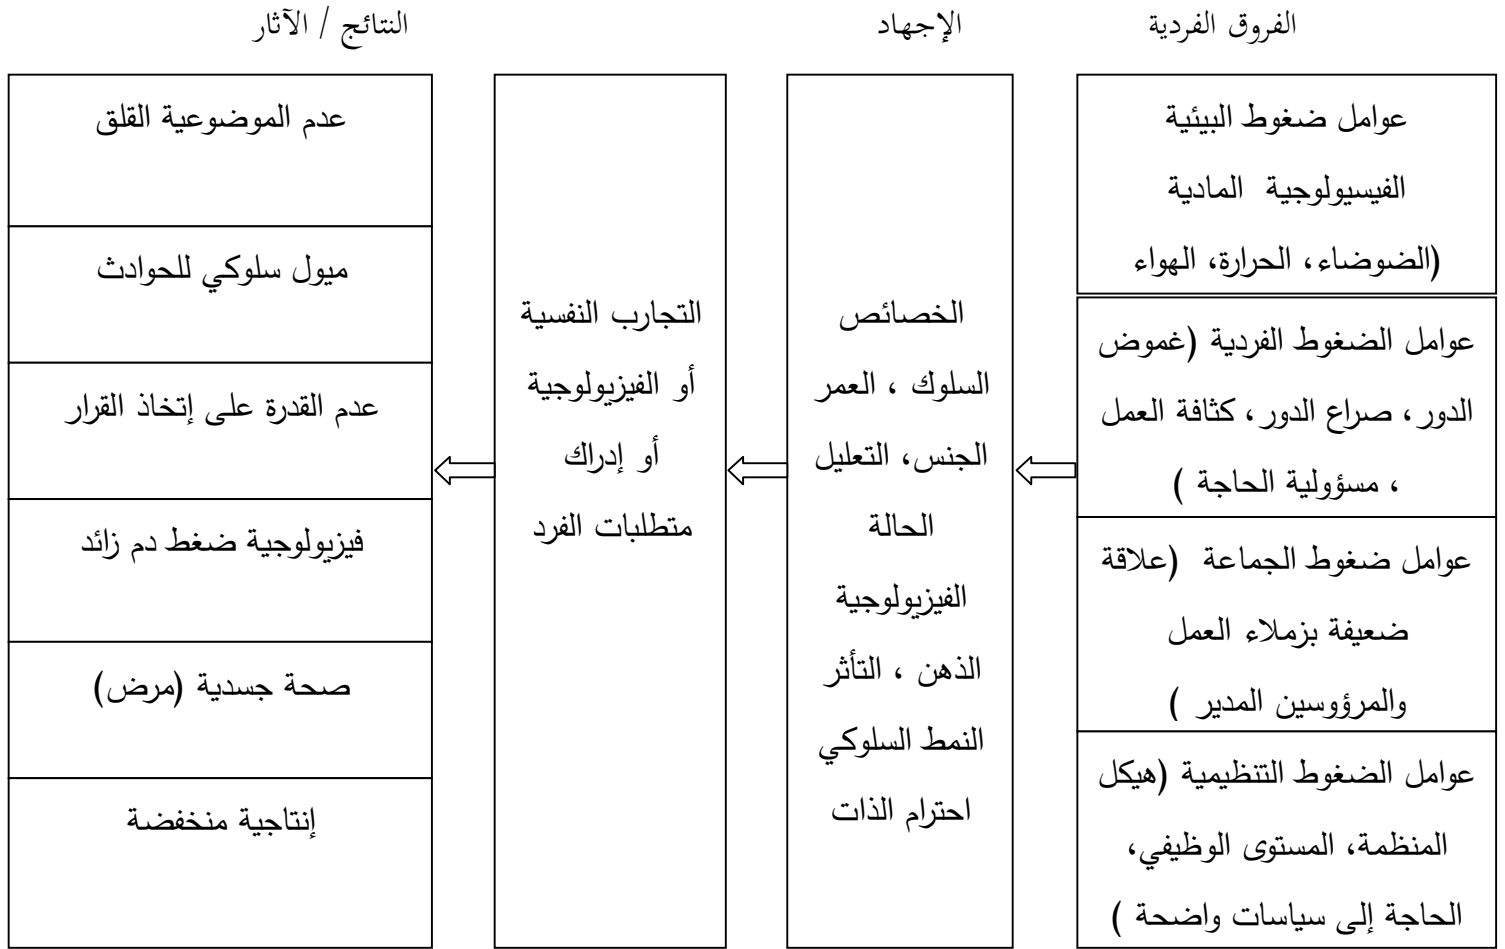 الفروق الفردية
الإجهاد
النتائج / الآثار
عوامل ضغوط البيئية
الفيسيولوجية المادية
(الضوضاء، الحرارة، الهواء
عوامل الضغوط الفردية (غموض
الدور، صراع الدور، كثافة العمل
، مسؤولية الحاجة )
عوامل ضغوط الجماعة (علاقة
ضعيفة بزملاء العمل
والمرؤوسين المدير )
عوامل الضغوط التنظيمية (هيكل
المنظمة، المستوى الوظيفي،
الحاجة إلى سياسات واضحة )
الخصائص
السلوك ، العمر
الجنس، التعليل
الحالة
الفيزيولوجية
الذهن ، التأثر
النمط السلوكي
احترام الذات
التجارب النفسية
أو الفيزيولوجية
أو إدراك
متطلبات الفرد
عدم الموضوعية القلق
ميول سلوكي للحوادث
عدم القدرة على إتخاذ القرار
فيزيولوجية ضغط دم زائد
صحة جسدية (مرض)
إنتاجية منخفضة